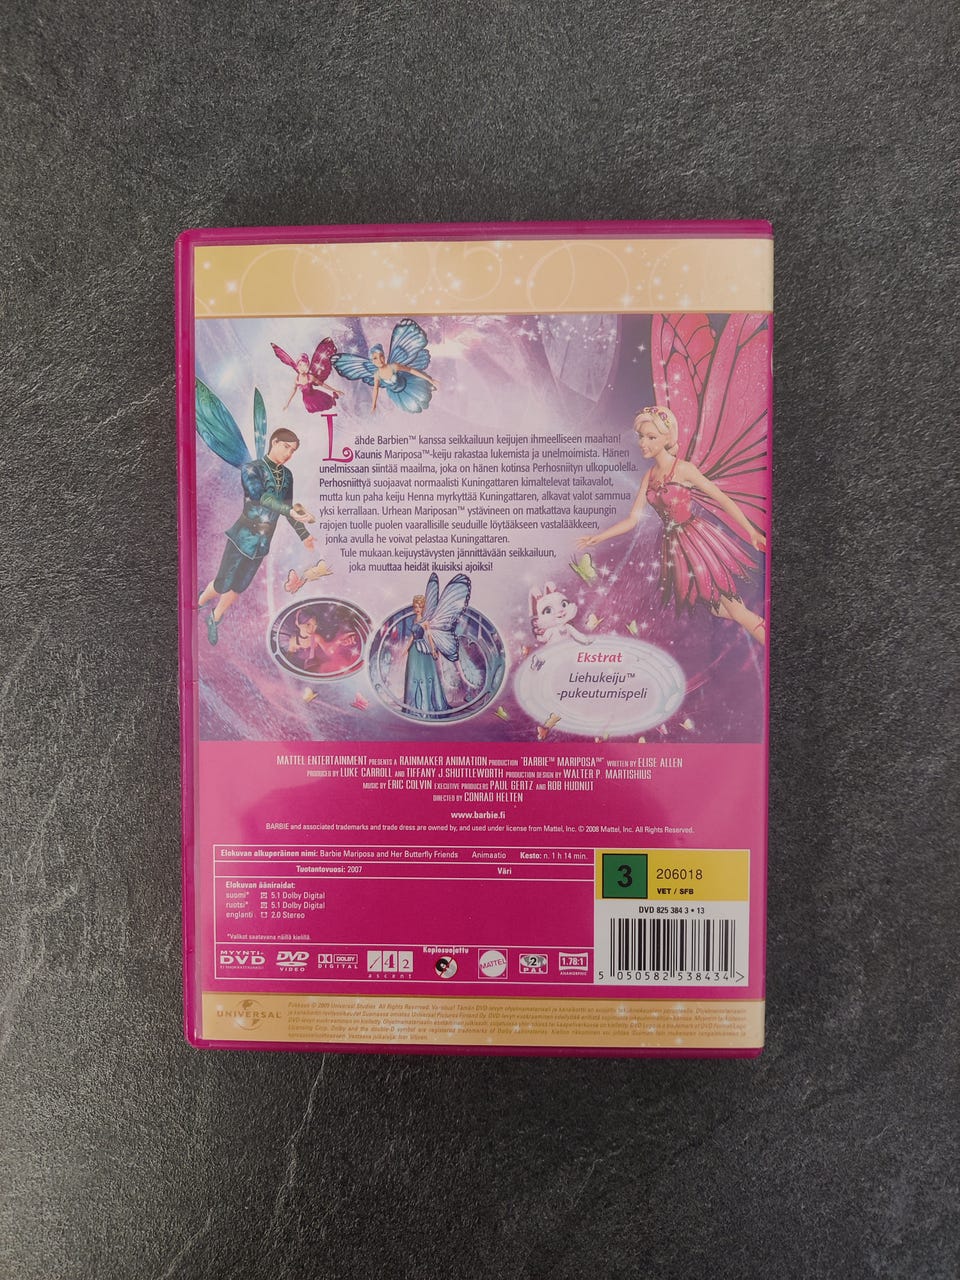 Lähde Barbien™ kanssa seikkailuun keijujen ihmeelliseen maahan!
Kaunis Mariposa™-keiju rakastaa lukemista ja unelmoimista. Hänen
unelmissaan siintää maailma, joka on hänen kotinsa Perhosniityn ulkopuolella.
Perhosniittyä suojaavat normaalisti Kuningattaren kimaltelevat taikavalot,
mutta kun paha keiju Henna myrkyttää Kuningattaren, alkavat valot sammua
yksi kerrallaan. Urhean Mariposan™ ystävineen on matkattava kaupungin
rajojen tuolle puolen vaarallisille seuduille löytääkseen vastalääkkeen,
jonka avulla he voivat pelastaa Kuningattaren.
Tule mukaan keijuystävysten jännittävään seikkailuun,
joka muuttaa heidät ikuisiksi ajoiksi!
Ekstrat
Liehukeiju™
-pukeutumispeli
MATTEL ENTERTAINMENT PRESENTS A RAINMAKER ANIMATION PRODUCTION "BARBIE™ MARIPOSA™" WRITTEN BY ELISE ALLEN
PRODUCED BY LUKE CARROLL AND TIFFANY J. SHUTTLEWORTH PRODUCTION DESIGN BY WALTER P. MARTISHIUS
MUSIC BY ERIC COLVIN EXECUTIVE PRODUCERS PAUL GERTZ AND ROB HUDNUT
DIRECTED BY CONRAD HELTEN
www.barbie.fi
BARBIE and associated trademarks and trade dress are owned by, and used under license from Mattel, Inc. © 2008 Mattel, Inc. All Rights Reserved.
Elokuvan alkuperäinen nimi: Barbie Mariposa and Her Butterfly Friends Animaatio Kesto: n. 1 h 14 min.
Tuotantovuosi: 2007 Väri
Elokuvan ääniraidat:
suomi* 5.1 Dolby Digital
ruotsi* 5.1 Dolby Digital
englanti 2.0 Stereo
*Valikot saatavana näillä kielillä.
3 206018
VET / SFB
DVD 825 384 3 • 13
5 050582 538434 >
MYYNTI-
DVD
DVD
VIDEO
DOLBY
DIGITAL
/142
ascent
Kopiosuojattu
MATTEL
2
PAL
1.78:1
ANAMORPHIC
UNIVERSAL